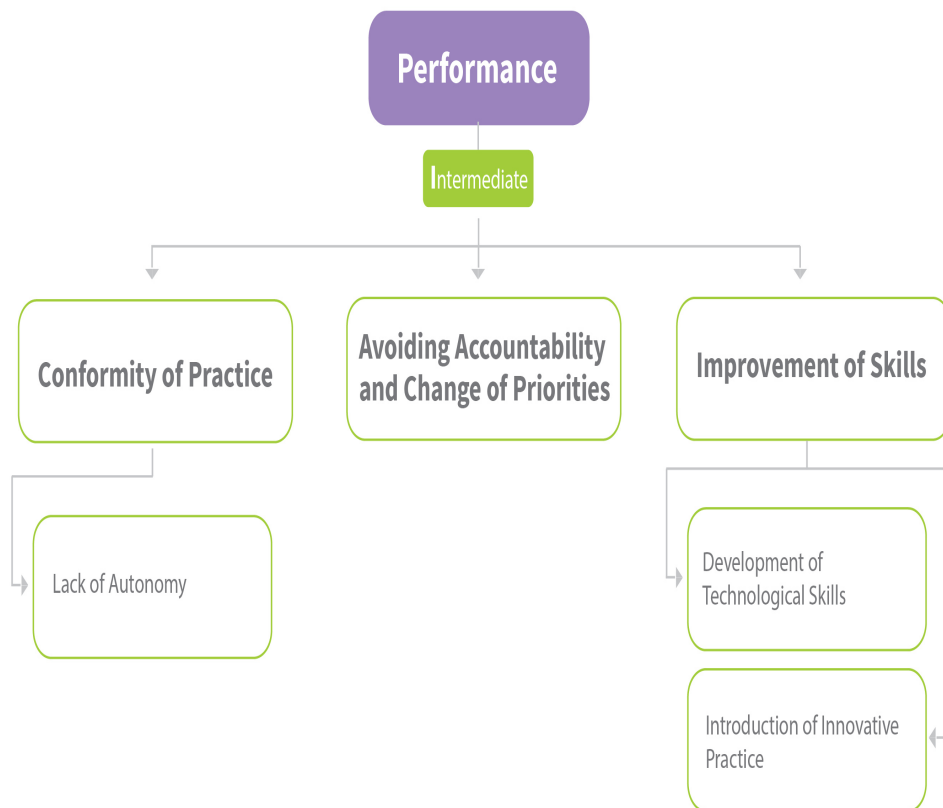 Performance
Intermediate
Conformity of Practice
Avoiding Accountability
and Change of Priorities
Improvement of Skills
Lack of Autonomy
Development of
Technological Skills
Introduction of Innovative
Practice